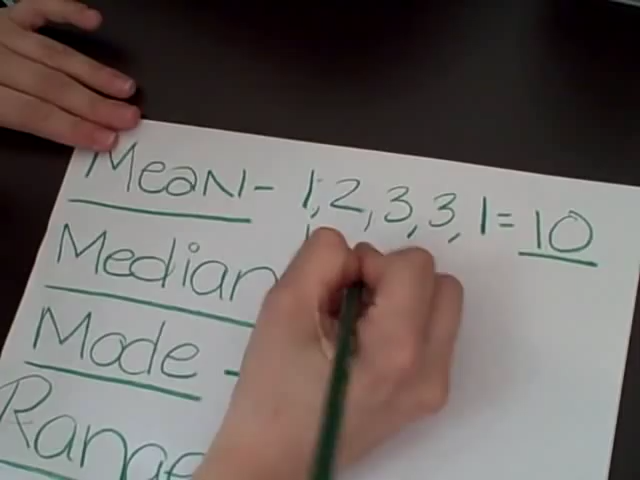 Mean- 1, 2, 3, 3, 1 = 10
Median
Mode -
Range